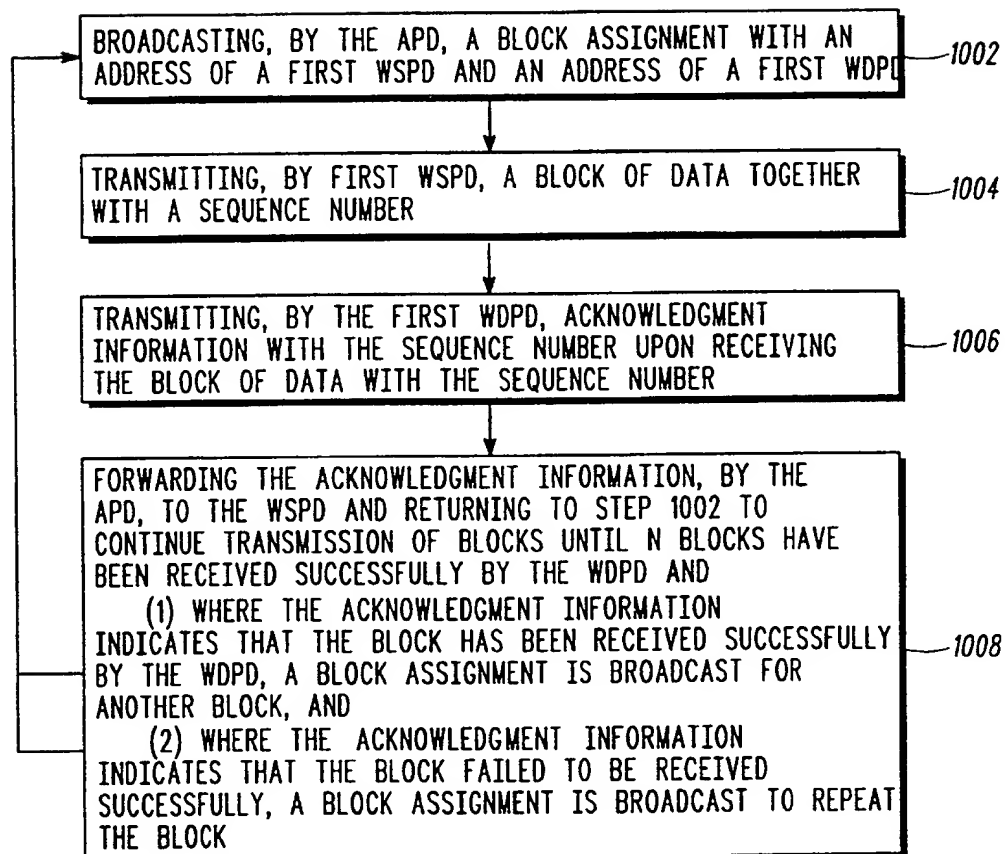 BROADCASTING, BY THE APD, A BLOCK ASSIGNMENT WITH AN
ADDRESS OF A FIRST WSPD AND AN ADDRESS OF A FIRST WDPD
1002
TRANSMITTING, BY FIRST WSPD, A BLOCK OF DATA TOGETHER
WITH A SEQUENCE NUMBER
1004
TRANSMITTING, BY THE FIRST WDPD, ACKNOWLEDGMENT
INFORMATION WITH THE SEQUENCE NUMBER UPON RECEIVING
THE BLOCK OF DATA WITH THE SEQUENCE NUMBER
1006
FORWARDING THE ACKNOWLEDGMENT INFORMATION, BY THE
APD, TO THE WSPD AND RETURNING TO STEP 1002 TO
CONTINUE TRANSMISSION OF BLOCKS UNTIL N BLOCKS HAVE
BEEN RECEIVED SUCCESSFULLY BY THE WDPD AND
(1) WHERE THE ACKNOWLEDGMENT INFORMATION
INDICATES THAT THE BLOCK HAS BEEN RECEIVED SUCCESSFULLY
BY THE WDPD, A BLOCK ASSIGNMENT IS BROADCAST FOR
ANOTHER BLOCK, AND
(2) WHERE THE ACKNOWLEDGMENT INFORMATION
INDICATES THAT THE BLOCK FAILED TO BE RECEIVED
SUCCESSFULLY, A BLOCK ASSIGNMENT IS BROADCAST TO REPEAT
THE BLOCK
1008